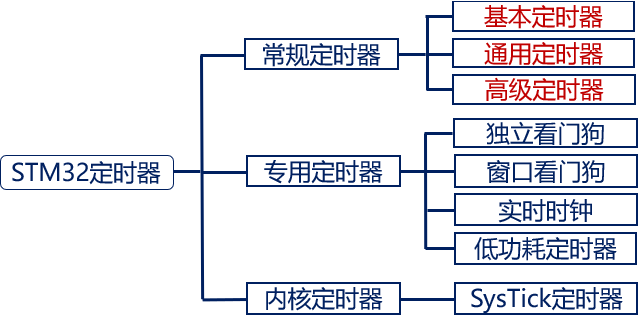 STM32定时器
常规定时器
基本定时器
通用定时器
高级定时器
专用定时器
独立看门狗
窗口看门狗
实时时钟
低功耗定时器
内核定时器
SysTick定时器